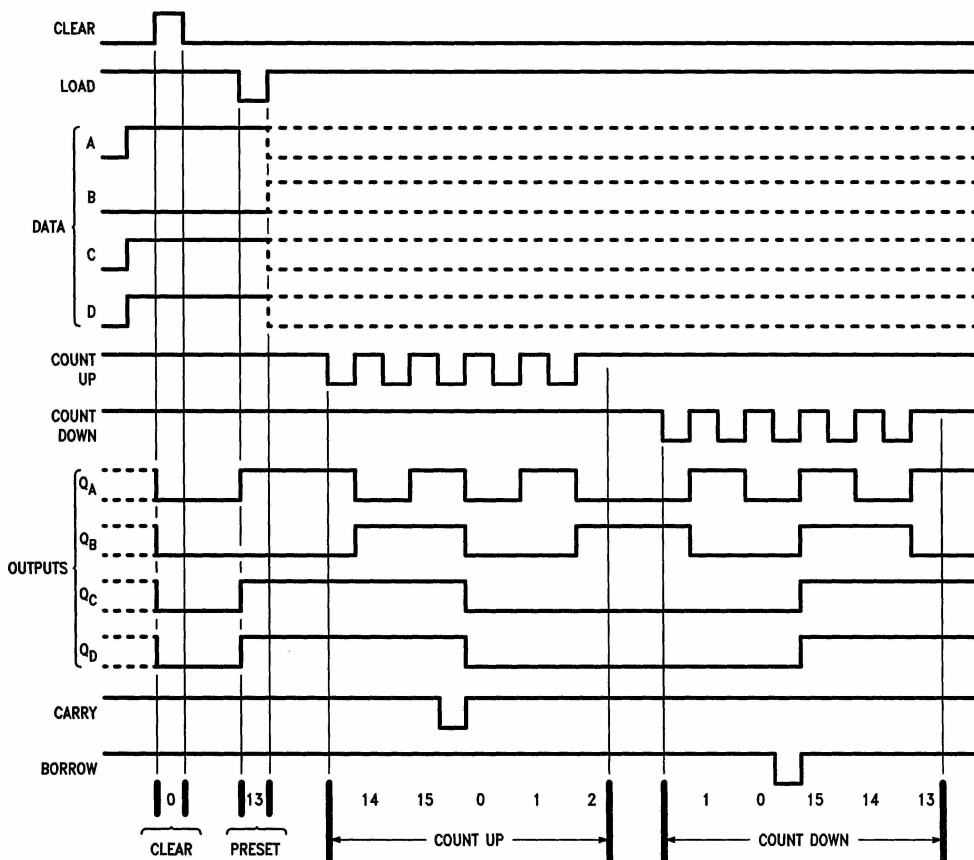 CLEAR
LOAD
A
B
DATA
C
D
COUNT
UP
COUNT
DOWN
QA
QB
OUTPUTS
QC
QD
CARRY
BORROW
0 13 14 15 0 1 2 1 0 15 14 13
CLEAR PRESET COUNT UP COUNT DOWN